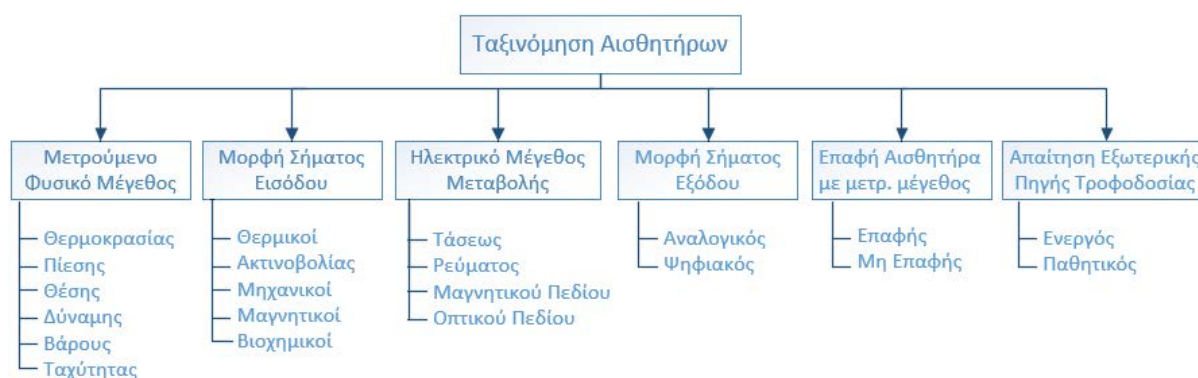 Ταξινόμηση Αισθητήρων
Μετρούμενο
Φυσικό Μέγεθος
Θερμοκρασίας
Πίεσης
Θέσης
Δύναμης
Βάρους
Ταχύτητας
Μορφή Σήματος
Εισόδου
Θερμικοί
Ακτινοβολίας
Μηχανικοί
Μαγνητικοί
Βιοχημικοί
Ηλεκτρικό Μέγεθος
Μεταβολής
Τάσεως
Ρεύματος
Μαγνητικού Πεδίου
Οπτικού Πεδίου
Μορφή Σήματος
Εξόδου
Αναλογικός
Ψηφιακός
Επαφή Αισθητήρα
με μετρ. μέγεθος
Επαφής
Μη Επαφής
Απαίτηση Εξωτερικής
Πηγής Τροφοδοσίας
Ενεργός
Παθητικός